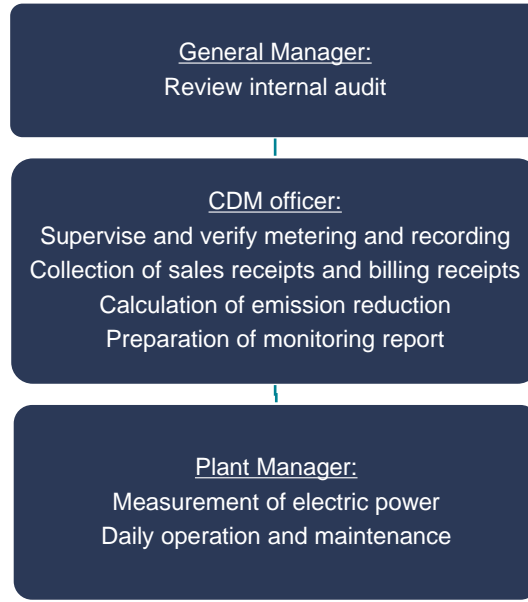 General Manager:
Review internal audit
CDM officer:
Supervise and verify metering and recording
Collection of sales receipts and billing receipts
Calculation of emission reduction
Preparation of monitoring report
Plant Manager:
Measurement of electric power
Daily operation and maintenance